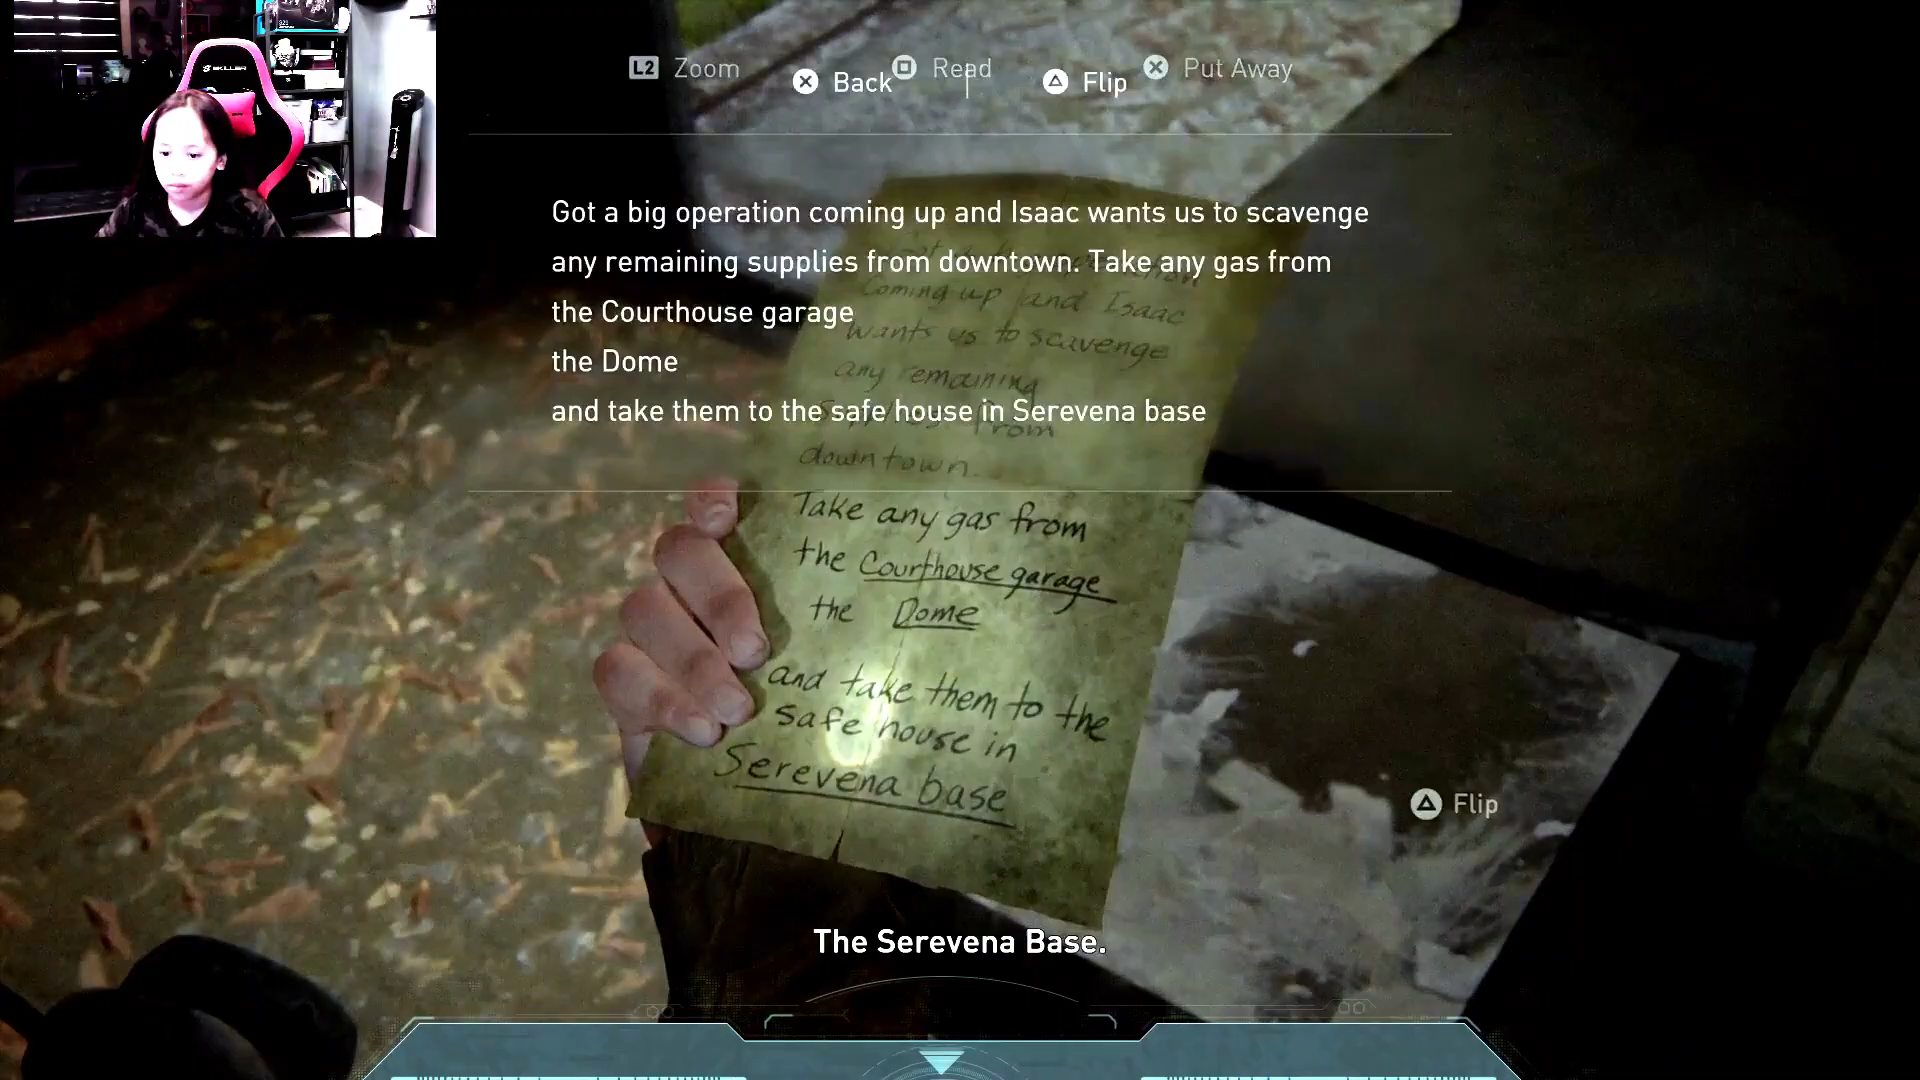 L2 Zoom
Back
Read
Flip
Put Away
Got a big operation coming up and Isaac wants us to scavenge
any remaining supplies from downtown. Take any gas from
the Courthouse garage
the Dome
and take them to the safe house in Serevena base
Coming up and Isaac
wants us to scavenge
any remaining
from
downtown.
Take any gas from
the Courthouse garage
the Dome
and take them to the
safe house in
Serevena base
Flip
The Serevena Base.